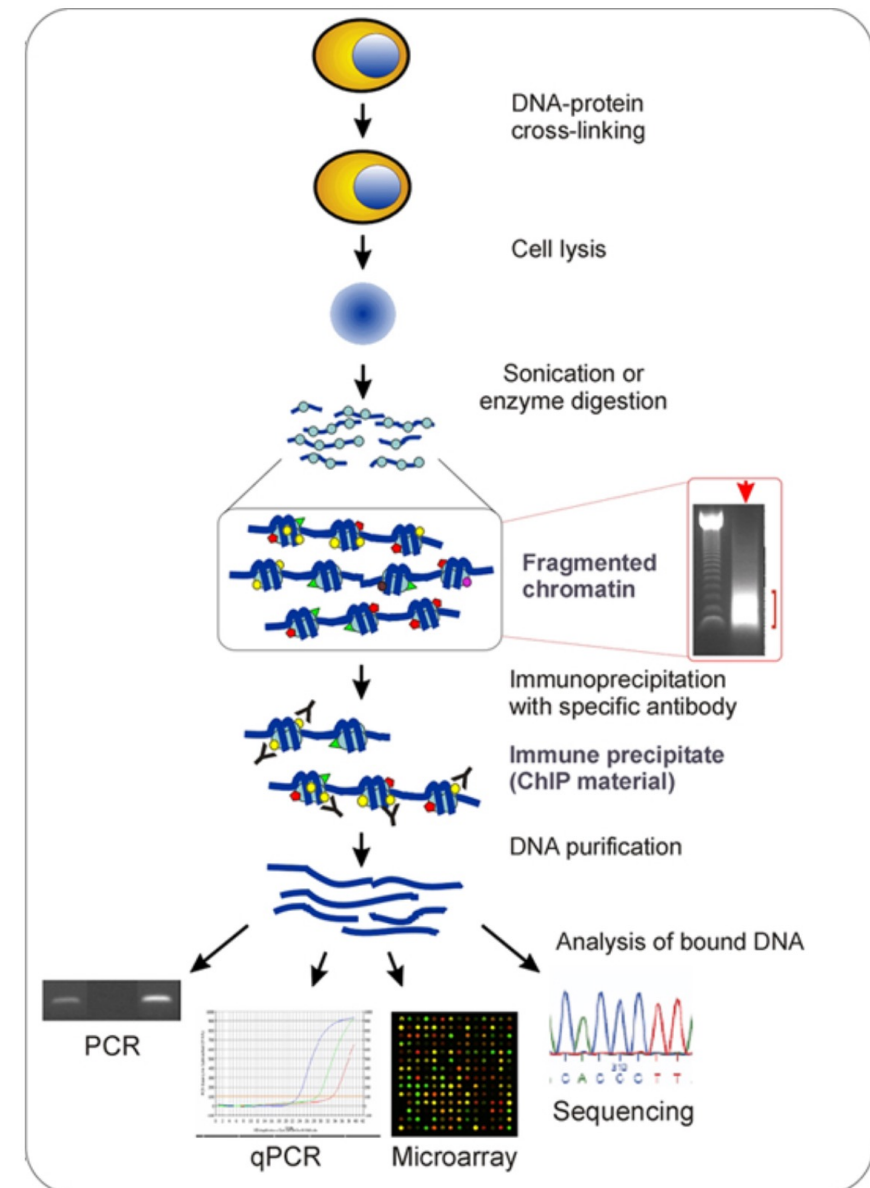 DNA-protein
cross-linking
Cell lysis
Sonication or
enzyme digestion
Fragmented
chromatin
Immunoprecipitation
with specific antibody
Immune precipitate
(ChIP material)
DNA purification
Analysis of bound DNA
PCR
qPCR
Microarray
310
C A C C C T T
Sequencing